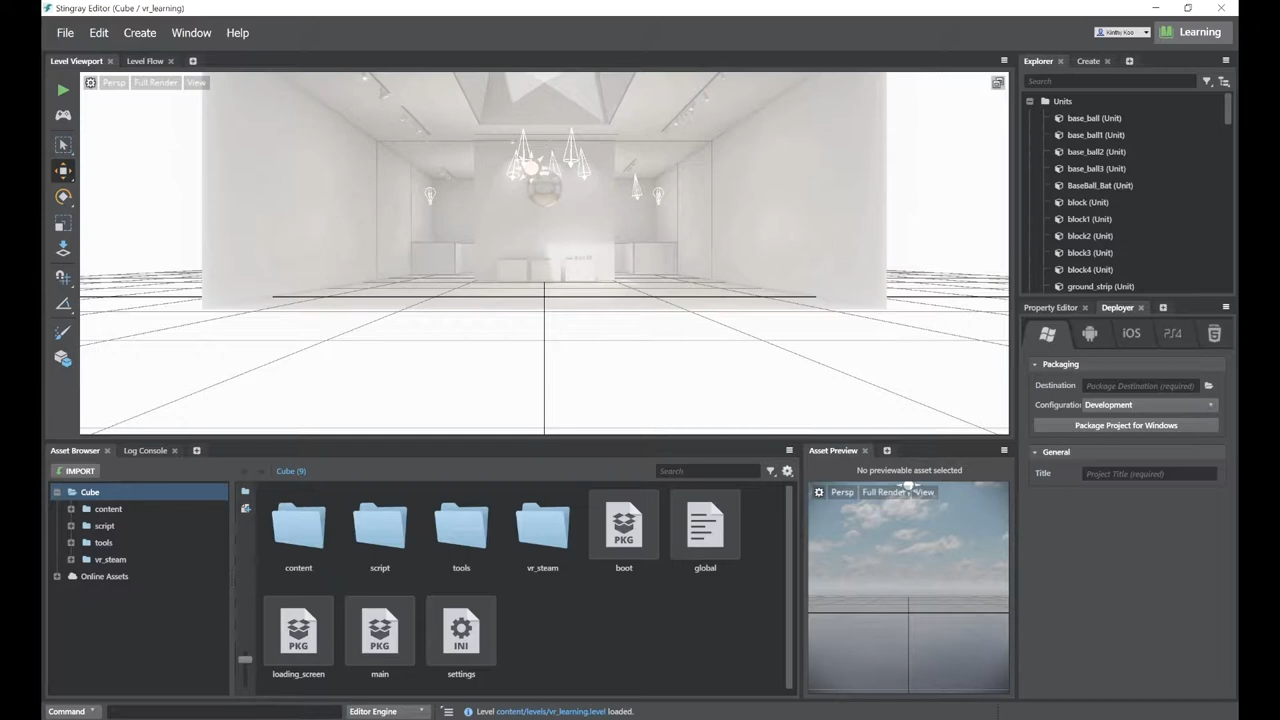 Stingray Editor (Cube / vr_learning)
File Edit Create Window Help
Kinthy Koo
Learning
Level Viewport
Level Flow
Persp Full Render View
Explorer
Create
Search
Units
base_ball (Unit)
base_ball1 (Unit)
base_ball2 (Unit)
base_ball3 (Unit)
BaseBall_Bat (Unit)
block (Unit)
block1 (Unit)
block2 (Unit)
block3 (Unit)
block4 (Unit)
ground_strip (Unit)
Property Editor
Deployer
iOS
PS4
Packaging
Destination Package Destination (required)
Configuration Development
Package Project for Windows
General
Title Project Title (required)
Asset Browser
Log Console
IMPORT
Cube (9)
Search
Cube
content
script
tools
vr_steam
Online Assets
content script tools vr_steam
PKG
boot global
PKG PKG INI
loading_screen main settings
Asset Preview
No previewable asset selected
Persp Full Render View
Command
Editor Engine
Level content/levels/vr_learning.level loaded.